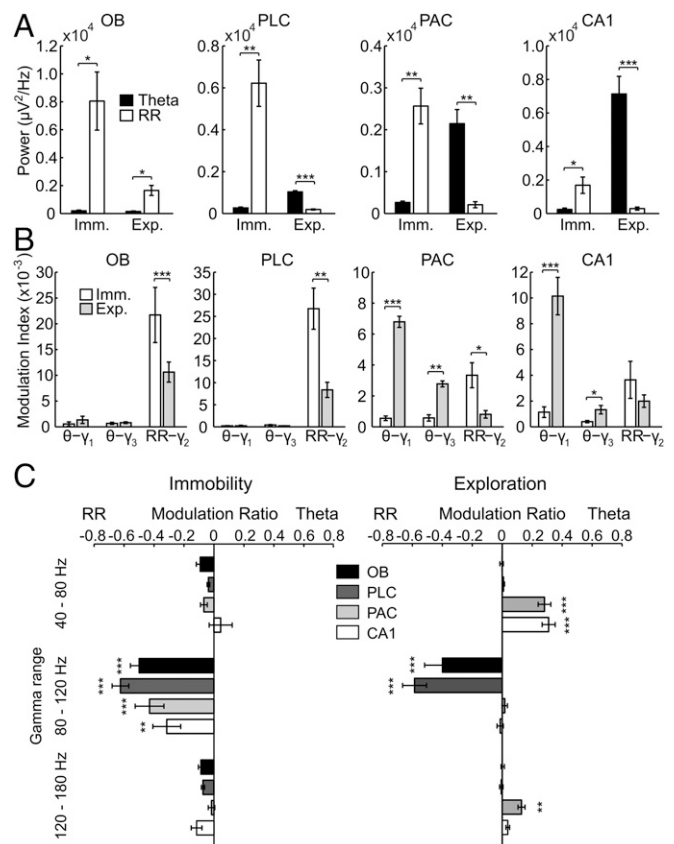 A
OB PLC PAC CA1
x10⁴ x10⁴ x10⁴ x10⁴
Power (μV²/Hz)
1.2
1.0
0.8
0.6
0.4
0.2
0
* *
Theta
RR
Imm. Exp.
0.8
0.6
0.4
0.2
0
** ***
Imm. Exp.
0.4
0.3
0.2
0.1
0
** **
Imm. Exp.
1.0
0.8
0.6
0.4
0.2
0
* ***
Imm. Exp.
B
OB PLC PAC CA1
Modulation Index (x10⁻³)
30
25
20
15
10
5
0
Imm.
Exp.
***
θ–γ₁ θ–γ₃ RR–γ₂
35
30
25
20
15
10
5
0
**
θ–γ₁ θ–γ₃ RR–γ₂
10
8
6
4
2
0
*** ** *
θ–γ₁ θ–γ₃ RR–γ₂
12
10
8
6
4
2
0
*** *
θ–γ₁ θ–γ₃ RR–γ₂
C
Immobility Exploration
RR Modulation Ratio Theta RR Modulation Ratio Theta
-0.8 -0.6 -0.4 -0.2 0 0.2 0.4 0.6 0.8 -0.8 -0.6 -0.4 -0.2 0 0.2 0.4 0.6 0.8
OB
PLC
PAC
CA1
Gamma range
40 - 80 Hz
*** ***
80 - 120 Hz
*** *** *** ** *** ***
120 - 180 Hz
**